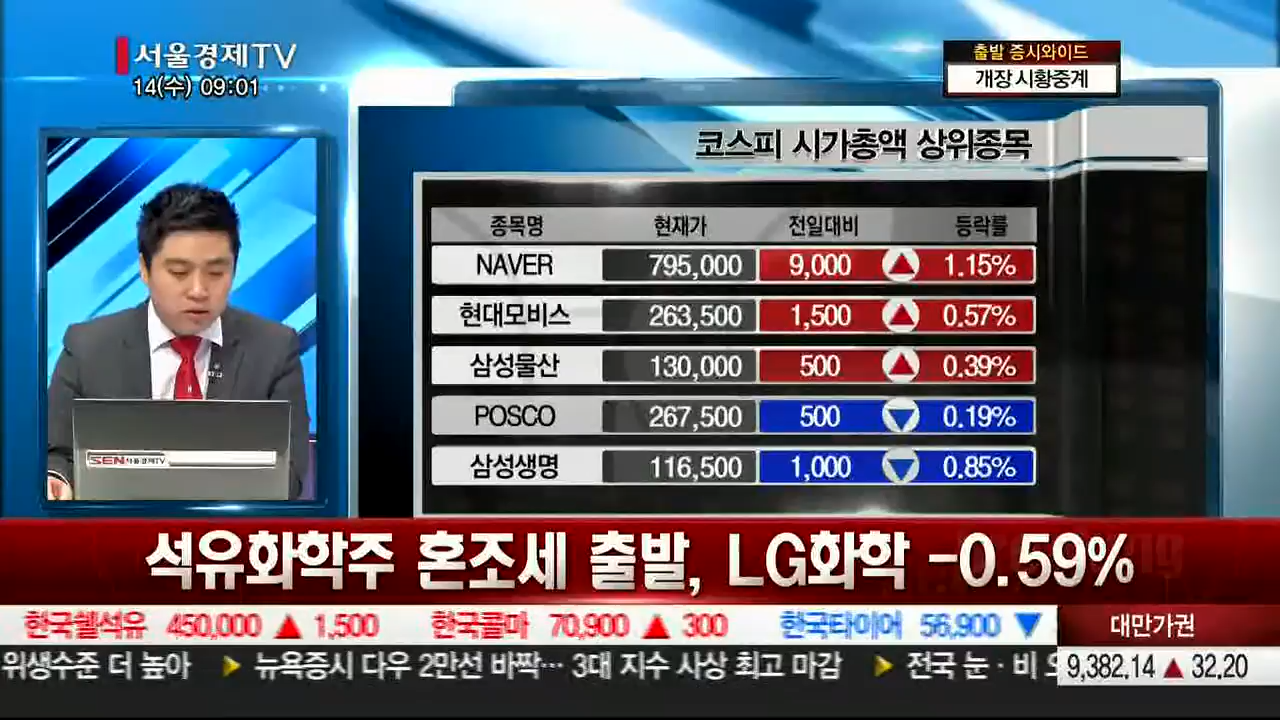 서울경제TV
14(수) 09:01
출발 증시와이드
개장 시황중계
코스피 시가총액 상위종목
종목명 현재가 전일대비 등락률
NAVER 795,000 9,000 ▲ 1.15%
현대모비스 263,500 1,500 ▲ 0.57%
삼성물산 130,000 500 ▲ 0.39%
POSCO 267,500 500 ▼ 0.19%
삼성생명 116,500 1,000 ▼ 0.85%
SEN 서울경제TV
석유화학주 혼조세 출발, LG화학 -0.59%
한국쉘석유 450,000 ▲ 1,500 한국콜마 70,900 ▲ 300 한국타이어 56,900 ▼
대만가권
위생수준 더 높아 ▶ 뉴욕증시 다우 2만선 바짝… 3대 지수 사상 최고 마감 ▶ 전국 눈·비
9,382.14 ▲ 32.20